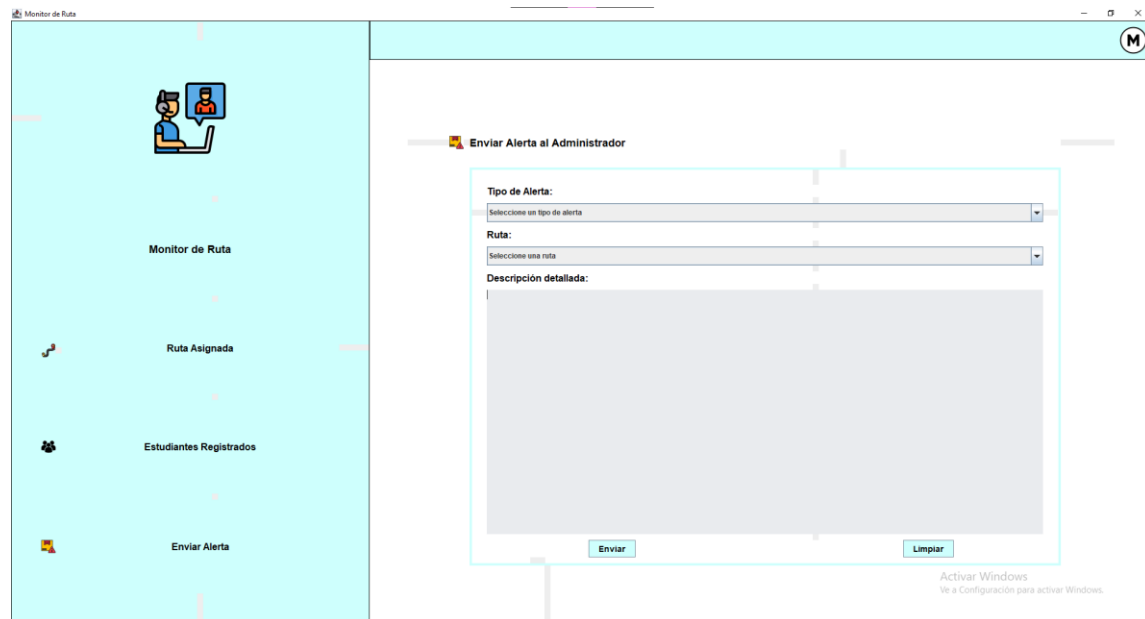 Monitor de Ruta
M
Monitor de Ruta
Ruta Asignada
Estudiantes Registrados
Enviar Alerta
Enviar Alerta al Administrador
Tipo de Alerta:
Seleccione un tipo de alerta
Ruta:
Seleccione una ruta
Descripción detallada:
Enviar
Limpiar
Activar Windows
Ve a Configuración para activar Windows.